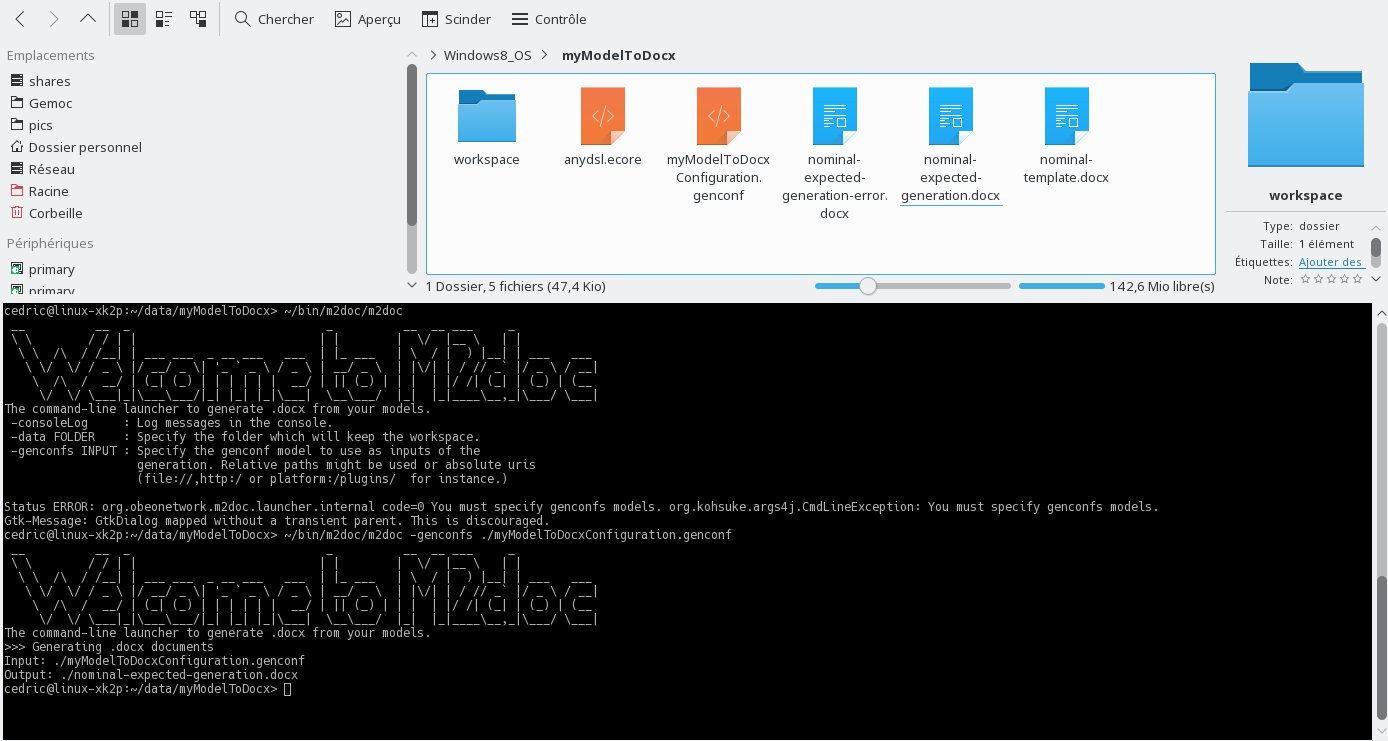 Chercher Aperçu Scinder Contrôle
Emplacements
shares
Gemoc
pics
Dossier personnel
Réseau
Racine
Corbeille
Périphériques
primary
primary
Windows8_OS myModelToDocx
workspace
anydsl.ecore
myModelToDocx
Configuration.
genconf
nominal-
expected-
generation-error.
docx
nominal-
expected-
generation.docx
nominal-
template.docx
1 Dossier, 5 fichiers (47,4 Kio)
142,6 Mio libre(s)
workspace
Type: dossier
Taille: 1 élément
Étiquettes: Ajouter des
Note:
cedric@linux-xk2p:~/data/myModelToDocx> ~/bin/m2doc/m2doc
Welcome to M2Doc
The command-line launcher to generate .docx from your models.
-consoleLog : Log messages in the console.
-data FOLDER : Specify the folder which will keep the workspace.
-genconfs INPUT : Specify the genconf model to use as inputs of the
generation. Relative paths might be used or absolute uris
(file://,http:/ or platform:/plugins/ for instance.)
Status ERROR: org.obeonetwork.m2doc.launcher.internal code=0 You must specify genconfs models. org.kohsuke.args4j.CmdLineException: You must specify genconfs models.
Gtk-Message: GtkDialog mapped without a transient parent. This is discouraged.
cedric@linux-xk2p:~/data/myModelToDocx> ~/bin/m2doc/m2doc -genconfs ./myModelToDocxConfiguration.genconf
Welcome to M2Doc
The command-line launcher to generate .docx from your models.
>>> Generating .docx documents
Input: ./myModelToDocxConfiguration.genconf
Output: ./nominal-expected-generation.docx
cedric@linux-xk2p:~/data/myModelToDocx>